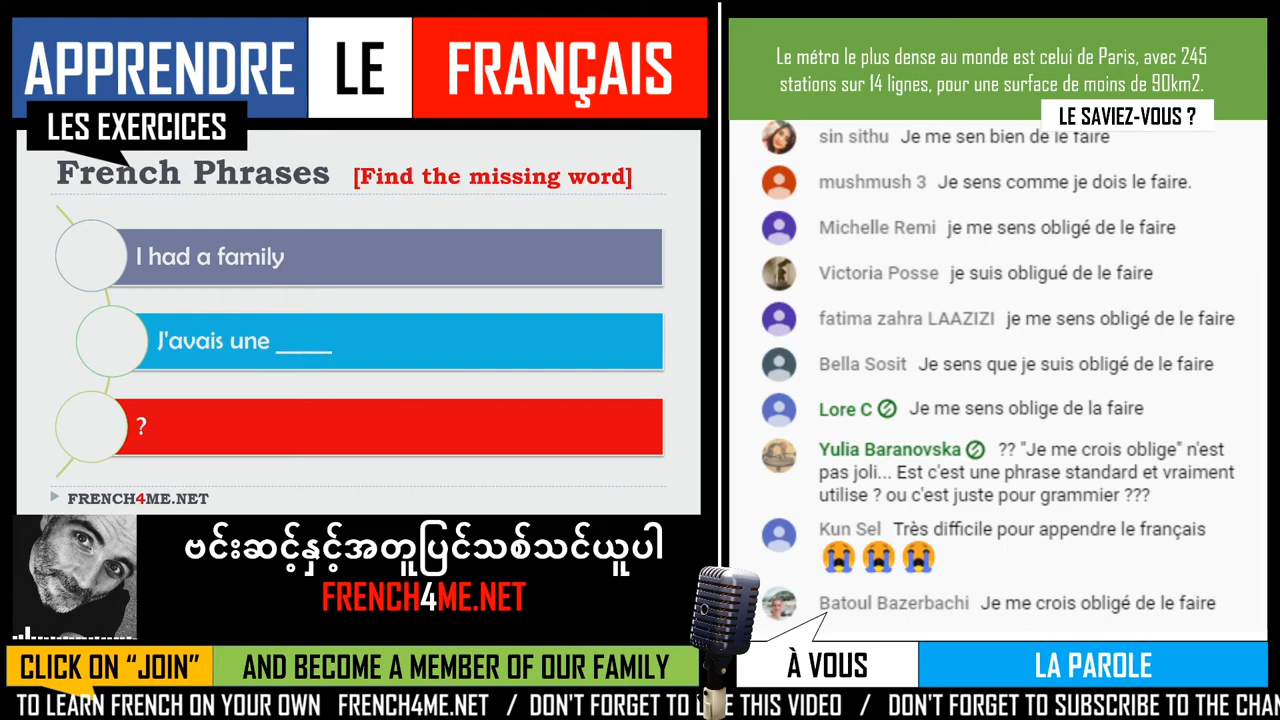 APPRENDRE LE FRANÇAIS
LES EXERCICES
French Phrases [Find the missing word]
I had a family
J'avais une _____
?
FRENCH4ME.NET
ဗင်းဆင့်နှင့်အတူပြင်သစ်သင်ယူပါ
FRENCH4ME.NET
CLICK ON “JOIN” AND BECOME A MEMBER OF OUR FAMILY
Le métro le plus dense au monde est celui de Paris, avec 245
stations sur 14 lignes, pour une surface de moins de 90km2.
LE SAVIEZ-VOUS ?
sin sithu Je me sen bien de le faire
mushmush 3 Je sens comme je dois le faire.
Michelle Remi je me sens obligé de le faire
Victoria Posse je suis obligué de le faire
fatima zahra LAAZIZI je me sens obligé de le faire
Bella Sosit Je sens que je suis obligé de le faire
Lore C Je me sens oblige de la faire
Yulia Baranovska ?? "Je me crois oblige" n'est
pas joli... Est c'est une phrase standard et vraiment
utilise ? ou c'est juste pour grammier ???
Kun Sel Très difficile pour appendre le français
Batoul Bazerbachi Je me crois obligé de le faire
À VOUS LA PAROLE
TO LEARN FRENCH ON YOUR OWN FRENCH4ME.NET / DON'T FORGET TO THIS VIDEO / DON'T FORGET TO SUBSCRIBE TO THE CHAN